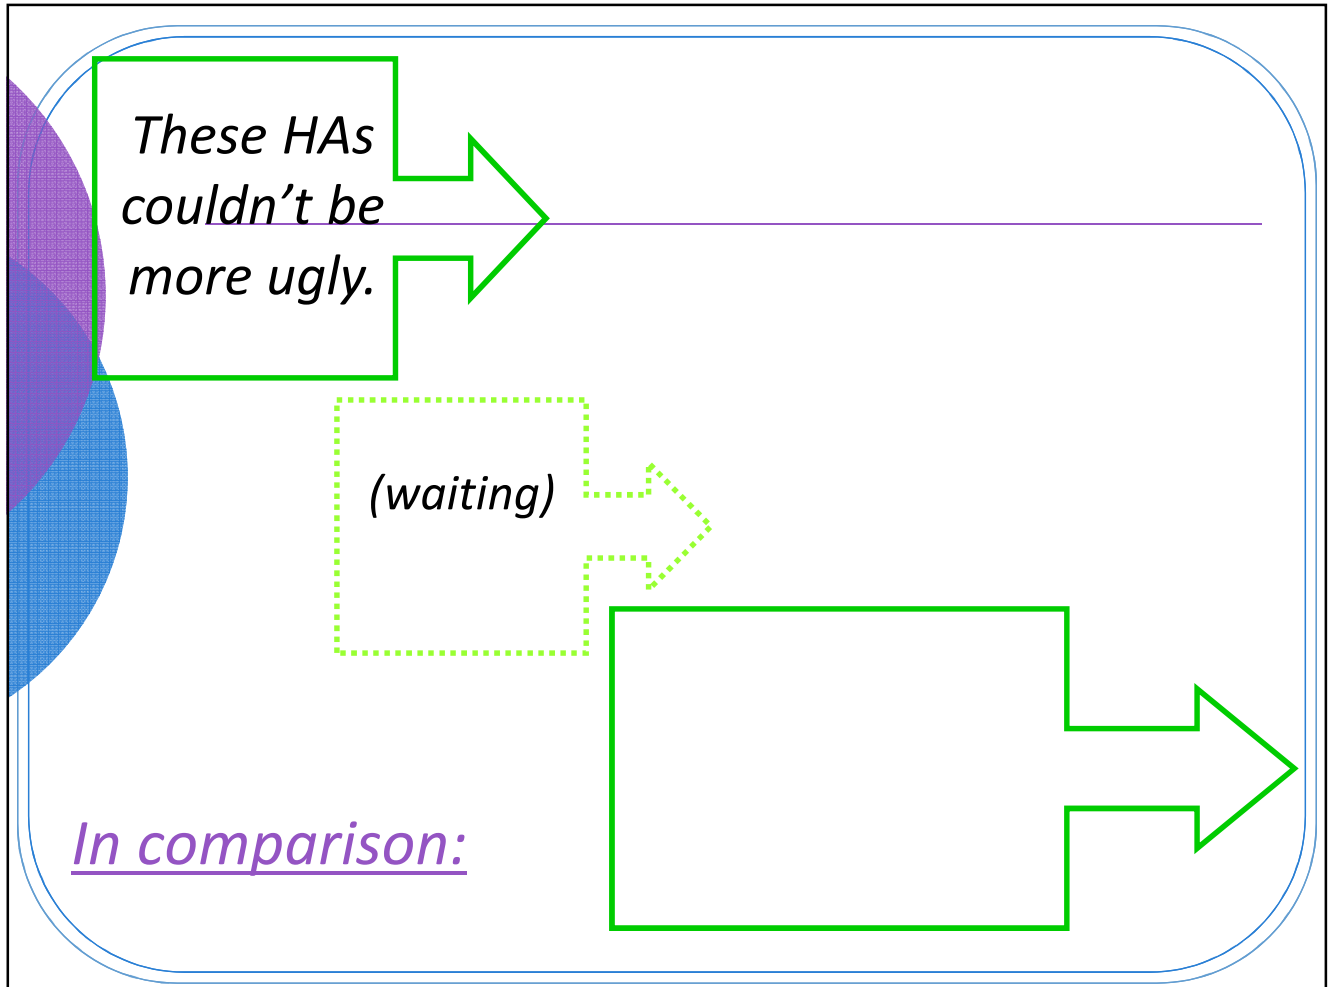 These HAs
couldn’t be
more ugly.
(waiting)
In comparison: